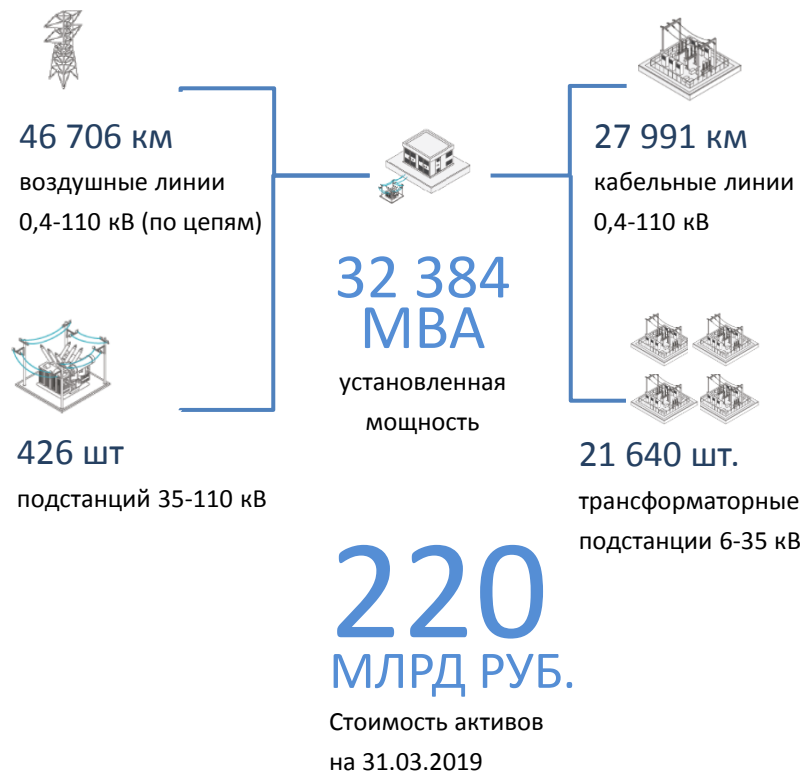 46 706 км
воздушные линии
0,4-110 кВ (по цепям)
27 991 км
кабельные линии
0,4-110 кВ
32 384
МВА
установленная
мощность
426 шт
подстанций 35-110 кВ
21 640 шт.
трансформаторные
подстанции 6-35 кВ
220
МЛРД РУБ.
Стоимость активов
на 31.03.2019